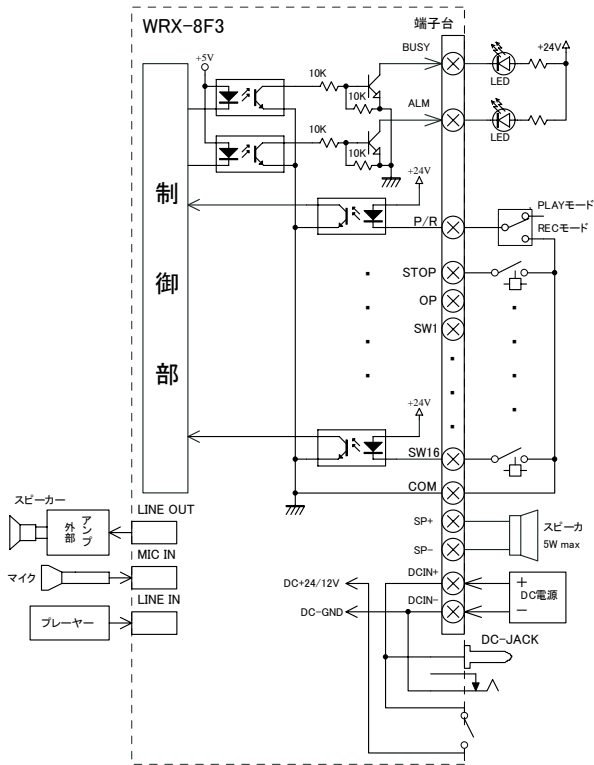 WRX-8F3
端子台
BUSY
+24V
LED
+5V
10K
10K
ALM
LED
10K
10K
+24V
制御部
P/R
PLAYモード
RECモード
STOP
OP
SW1
+24V
SW16
COM
スピーカー
外部アンプ
LINE OUT
SP+
SP-
スピーカ
5W max
マイク
MIC IN
DC+24/12V
DCIN+
+
DC電源
-
DC-GND
DCIN-
プレーヤー
LINE IN
DC-JACK